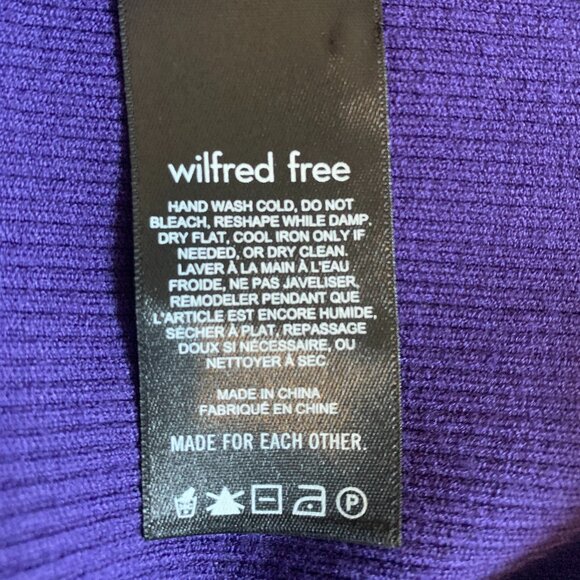 wilfred free
HAND WASH COLD, DO NOT
BLEACH, RESHAPE WHILE DAMP.
DRY FLAT, COOL IRON ONLY IF
NEEDED, OR DRY CLEAN.
LAVER À LA MAIN À L'EAU
FROIDE, NE PAS JAVELISER,
REMODELER PENDANT QUE
L'ARTICLE EST ENCORE HUMIDE,
SÉCHER À PLAT, REPASSAGE
DOUX SI NÉCESSAIRE, OU
NETTOYER À SEC
MADE IN CHINA
FABRIQUÉ EN CHINE
MADE FOR EACH OTHER.
P